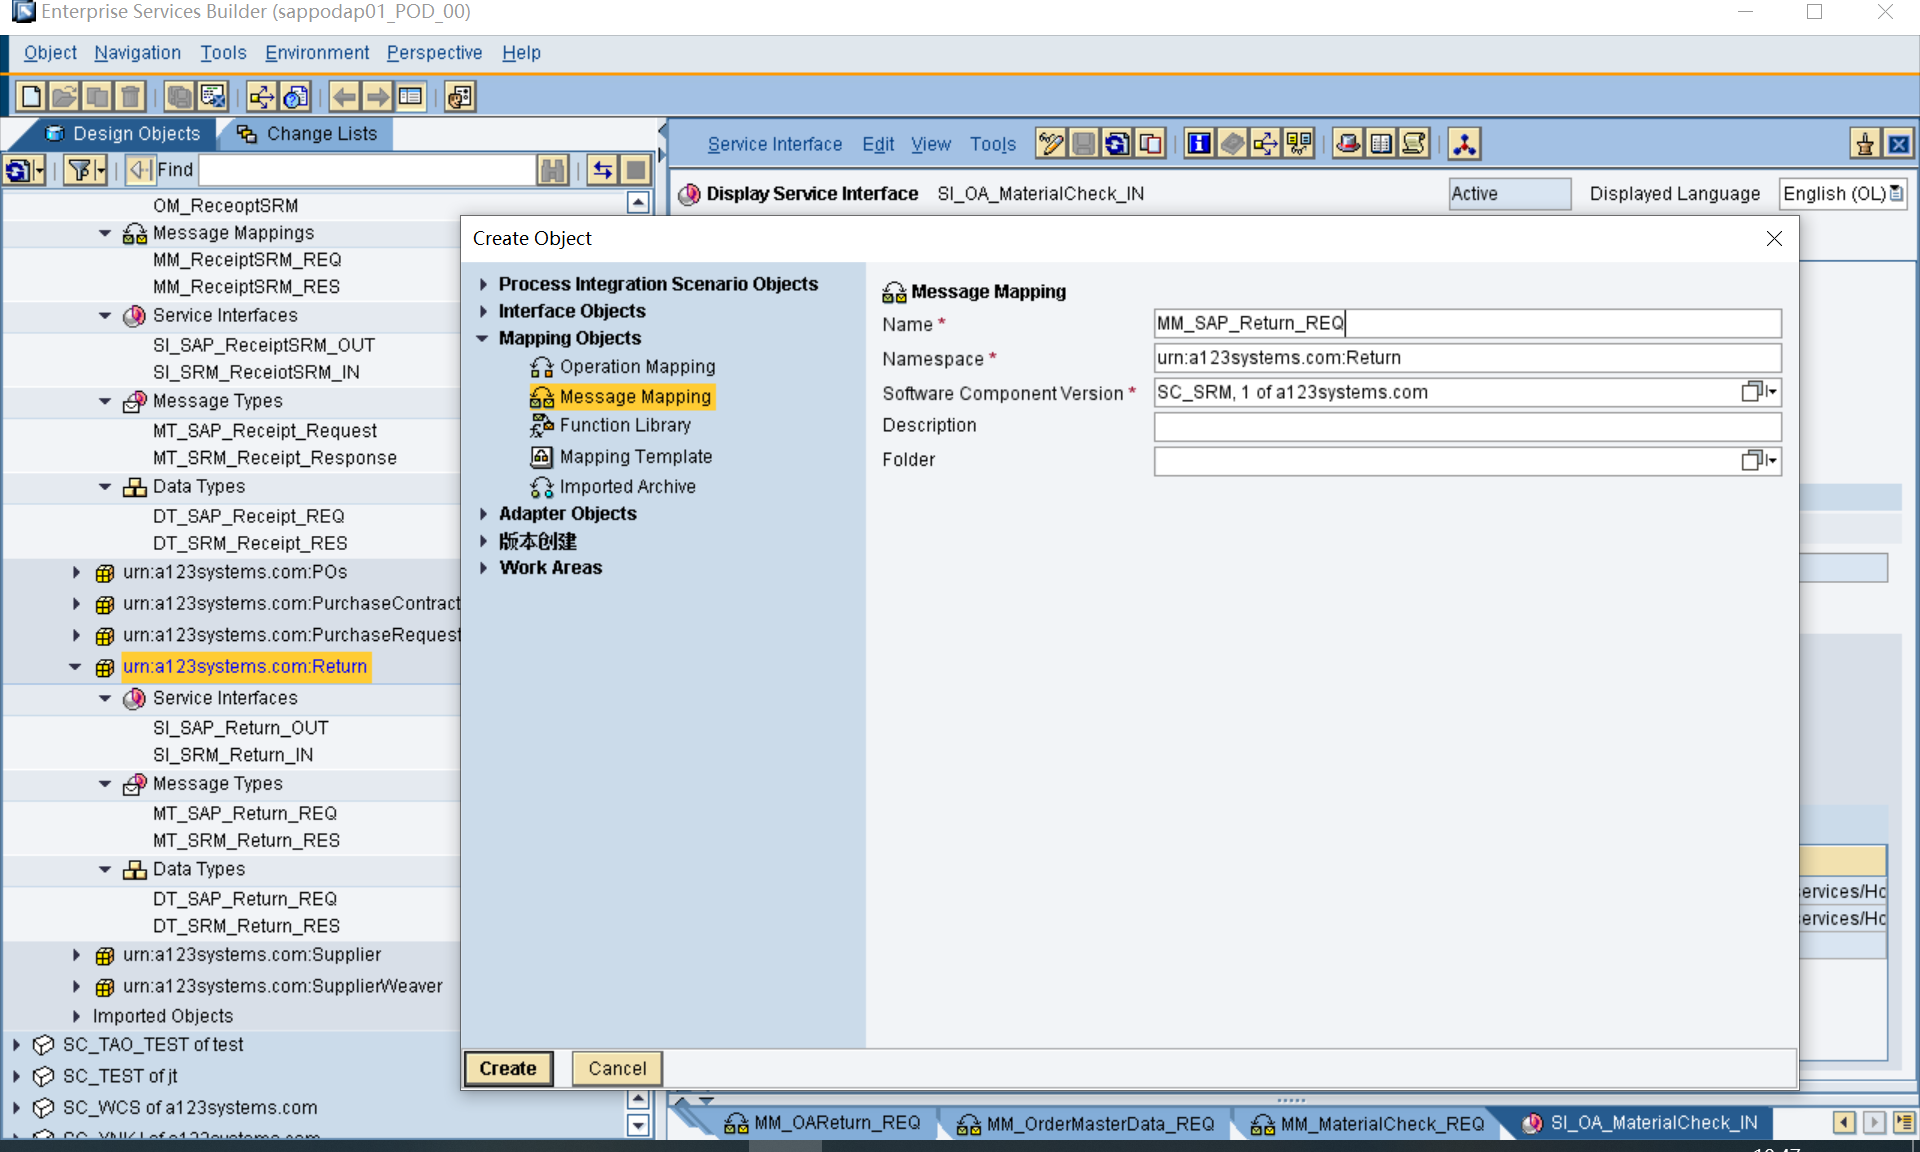 Enterprise Services Builder (sappodap01_POD_00)
Object Navigation Tools Environment Perspective Help
Design Objects Change Lists
Find
Service Interface Edit View Tools
Display Service Interface SI_OA_MaterialCheck_IN Active Displayed Language English (OL)
OM_ReceoptSRM
Message Mappings
MM_ReceiptSRM_REQ
MM_ReceiptSRM_RES
Service Interfaces
SI_SAP_ReceiptSRM_OUT
SI_SRM_ReceiotSRM_IN
Message Types
MT_SAP_Receipt_Request
MT_SRM_Receipt_Response
Data Types
DT_SAP_Receipt_REQ
DT_SRM_Receipt_RES
urn:a123systems.com:POs
urn:a123systems.com:PurchaseContract
urn:a123systems.com:PurchaseRequest
urn:a123systems.com:Return
Service Interfaces
SI_SAP_Return_OUT
SI_SRM_Return_IN
Message Types
MT_SAP_Return_REQ
MT_SRM_Return_RES
Data Types
DT_SAP_Return_REQ
DT_SRM_Return_RES
urn:a123systems.com:Supplier
urn:a123systems.com:SupplierWeaver
Imported Objects
SC_TAO_TEST of test
SC_TEST of jt
SC_WCS of a123systems.com
Create Object
Process Integration Scenario Objects
Interface Objects
Mapping Objects
Operation Mapping
Message Mapping
Function Library
Mapping Template
Imported Archive
Adapter Objects
版本创建
Work Areas
Message Mapping
Name * MM_SAP_Return_REQ
Namespace * urn:a123systems.com:Return
Software Component Version * SC_SRM, 1 of a123systems.com
Description
Folder
Create Cancel
ervices/Ho
ervices/Ho
MM_OAReturn_REQ MM_OrderMasterData_REQ MM_MaterialCheck_REQ SI_OA_MaterialCheck_IN